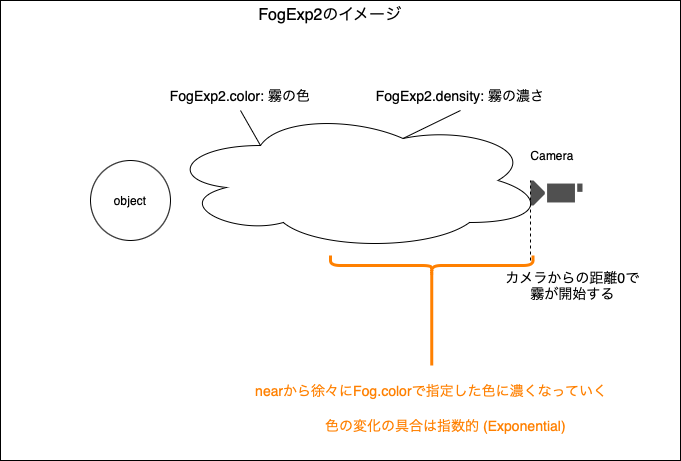 FogExp2のイメージ
FogExp2.color: 霧の色
FogExp2.density: 霧の濃さ
Camera
object
カメラからの距離0で
霧が開始する
nearから徐々にFog.colorで指定した色に濃くなっていく
色の変化の具合は指数的 (Exponential)